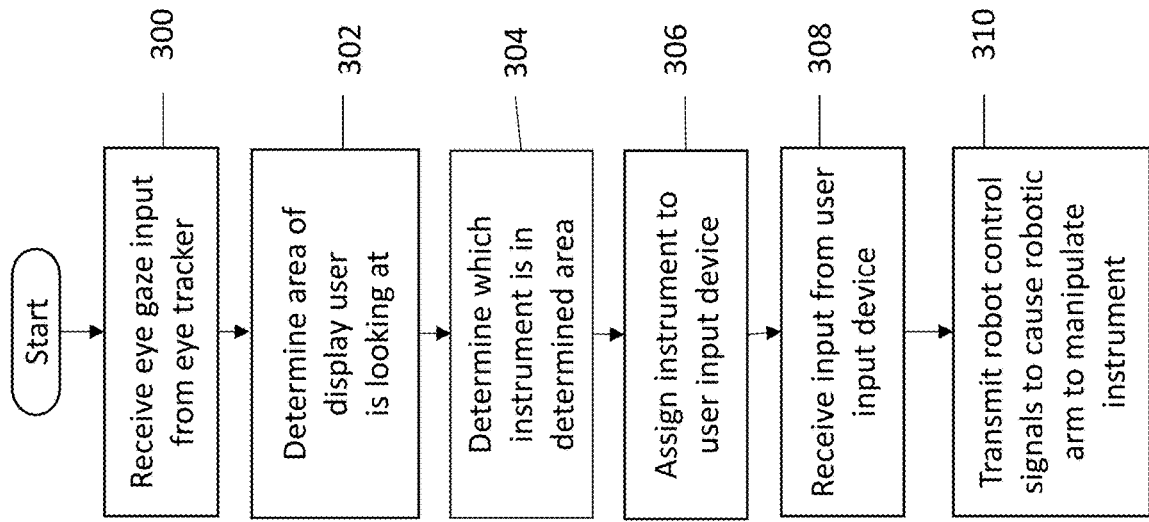 Start
Receive eye gaze input
from eye tracker
300
Determine area of
display user
is looking at
302
Determine which
instrument is in
determined area
304
Assign instrument to
user input device
306
Receive input from user
input device
308
Transmit robot control
signals to cause robotic
arm to manipulate
instrument
310